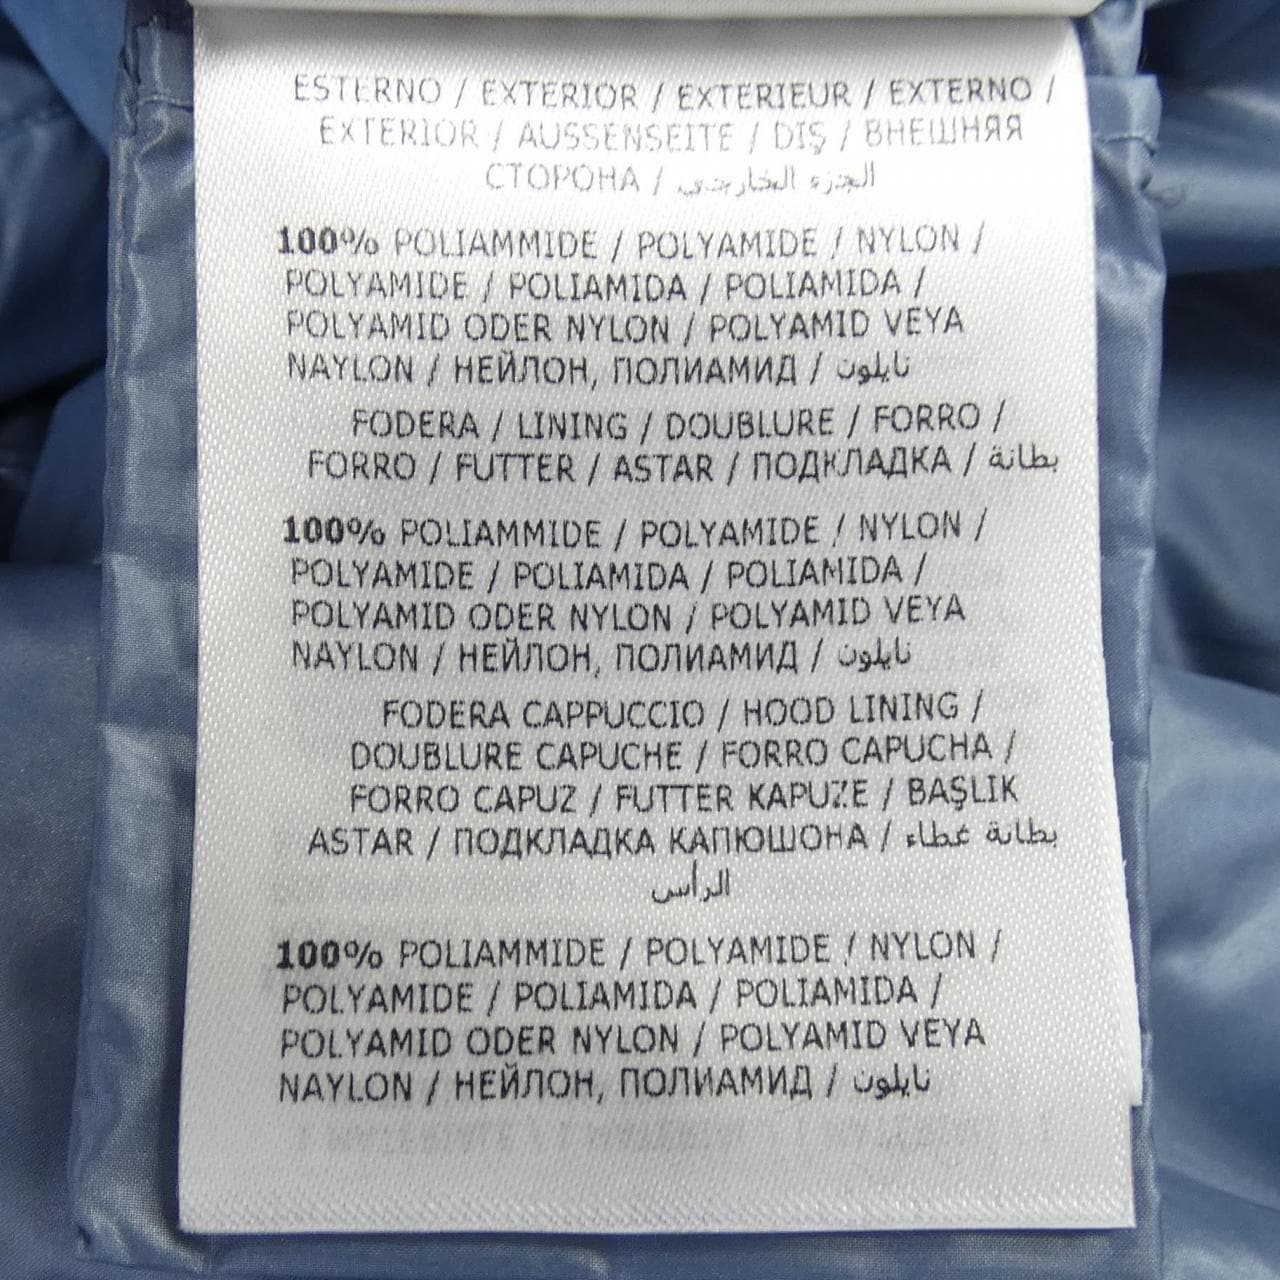 ESTERNO / EXTERIOR / EXTERIEUR / EXTERNO /
EXTERIOR / AUSSENSEITE / DIŞ / ВНЕШНЯЯ
СТОРОНА / الجزء الخارجي
100% POLIAMMIDE / POLYAMIDE / NYLON /
POLYAMIDE / POLIAMIDA / POLIAMIDA /
POLYAMID ODER NYLON / POLYAMID VEYA
NAYLON / НЕЙЛОН, ПОЛИАМИД / نايلون
FODERA / LINING / DOUBLURE / FORRO /
FORRO / FUTTER / ASTAR / ПОДКЛАДКА / بطانة
100% POLIAMMIDE / POLYAMIDE / NYLON /
POLYAMIDE / POLIAMIDA / POLIAMIDA /
POLYAMID ODER NYLON / POLYAMID VEYA
NAYLON / НЕЙЛОН, ПОЛИАМИД / نايلون
FODERA CAPPUCCIO / HOOD LINING /
DOUBLURE CAPUCHE / FORRO CAPUCHA /
FORRO CAPUZ / FUTTER KAPUZE / BAŞLIK
ASTAR / ПОДКЛАДКА КАПЮШОНА / بطانة غطاء
الرأس
100% POLIAMMIDE / POLYAMIDE / NYLON /
POLYAMIDE / POLIAMIDA / POLIAMIDA /
POLYAMID ODER NYLON / POLYAMID VEYA
NAYLON / НЕЙЛОН, ПОЛИАМИД / نايلون